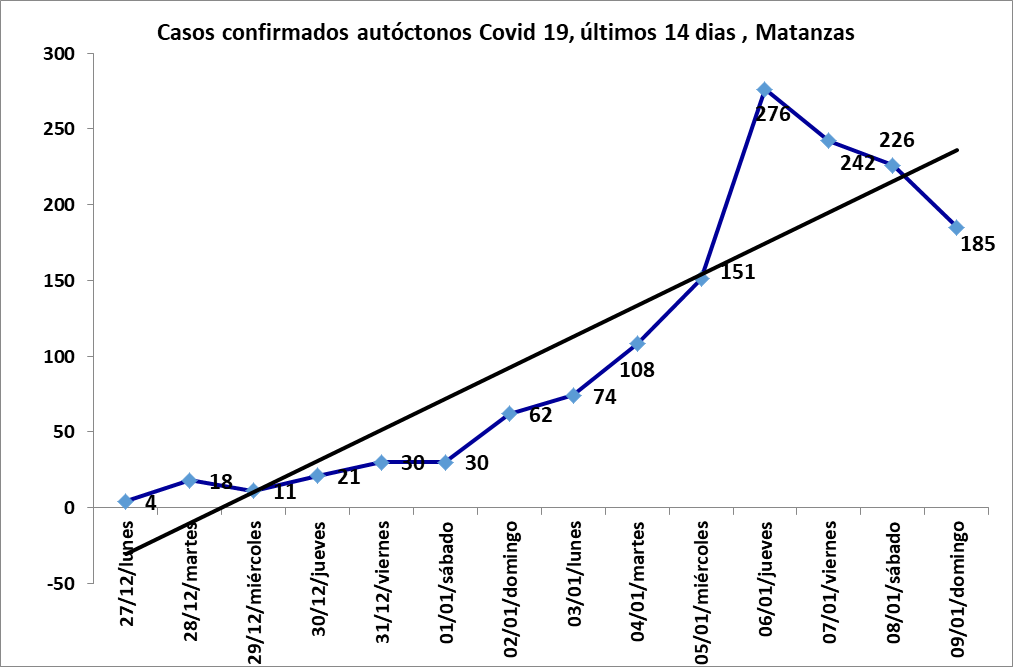 Casos confirmados autóctonos Covid 19, últimos 14 dias , Matanzas
300
250
200
150
100
50
0
-50
4
18
11
21
30
30
62
74
108
151
276
242
226
185
27/12/lunes
28/12/martes
29/12/miércoles
30/12/jueves
31/12/viernes
01/01/sábado
02/01/domingo
03/01/lunes
04/01/martes
05/01/miércoles
06/01/jueves
07/01/viernes
08/01/sábado
09/01/domingo